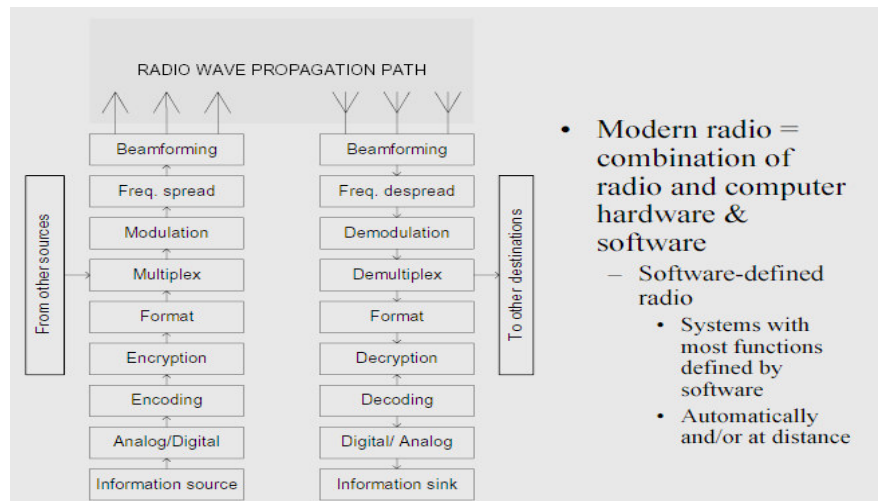 RADIO WAVE PROPAGATION PATH
From other sources
Beamforming
Freq. spread
Modulation
Multiplex
Format
Encryption
Encoding
Analog/Digital
Information source
Beamforming
Freq. despread
Demodulation
Demultiplex
Format
Decryption
Decoding
Digital/ Analog
Information sink
To other destinations
• Modern radio =
combination of
radio and computer
hardware &
software
– Software-defined
radio
• Systems with
most functions
defined by
software
• Automatically
and/or at distance